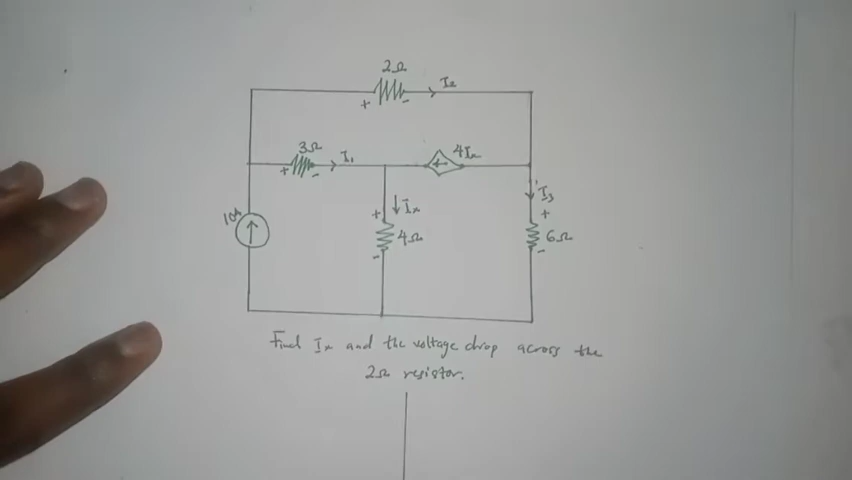 2Ω
+ - I₂
3Ω
+ - I₁
4Iₓ
10A
+ Iₓ
4Ω
-
I₃
+
6Ω
-
Find Iₓ and the voltage drop across the
2Ω resistor.